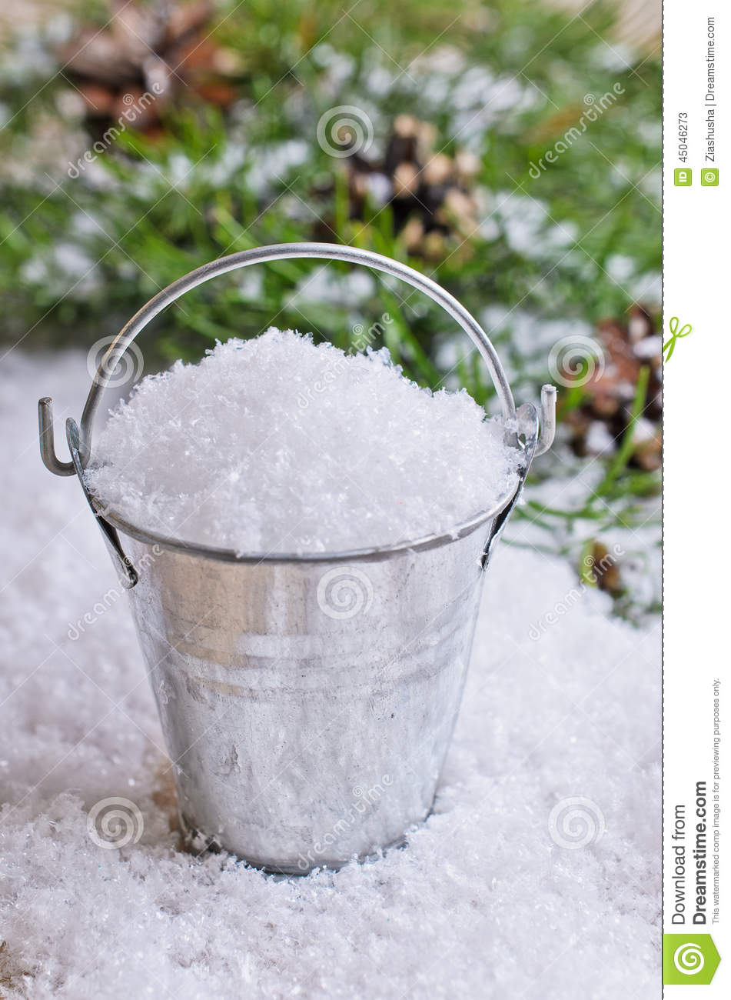 dreamstime
dreamstime
dreamstime
dreamstime
dreamstime
dreamstime
dreamstime
ID 45046273
© Ziashusha | Dreamstime.com
Download from
Dreamstime.com
This watermarked comp image is for previewing purposes only.